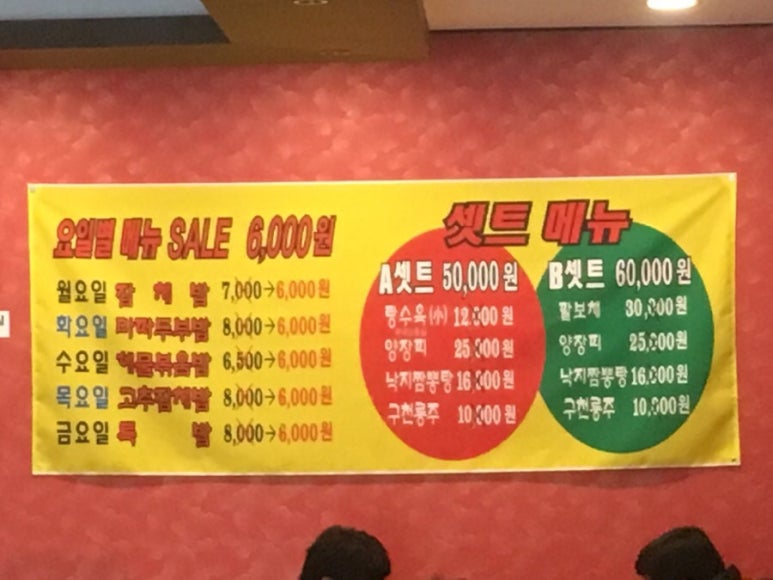 요일별 메뉴 SALE 6,000원
월요일 잡채밥 7,000→6,000원
화요일 마파두부밥 8,000→6,000원
수요일 해물볶음밥 6,500→6,000원
목요일 고추잡채밥 8,000→6,000원
금요일 특밥 8,000→6,000원
셋트 메뉴
A셋트 50,000원
탕수육(小) 12,000원
양장피 25,000원
낙지짬뽕탕 16,000원
구천룡주 10,000원
B셋트 60,000원
팔보채 30,000원
양장피 25,000원
낙지짬뽕탕 16,000원
구천룡주 10,000원